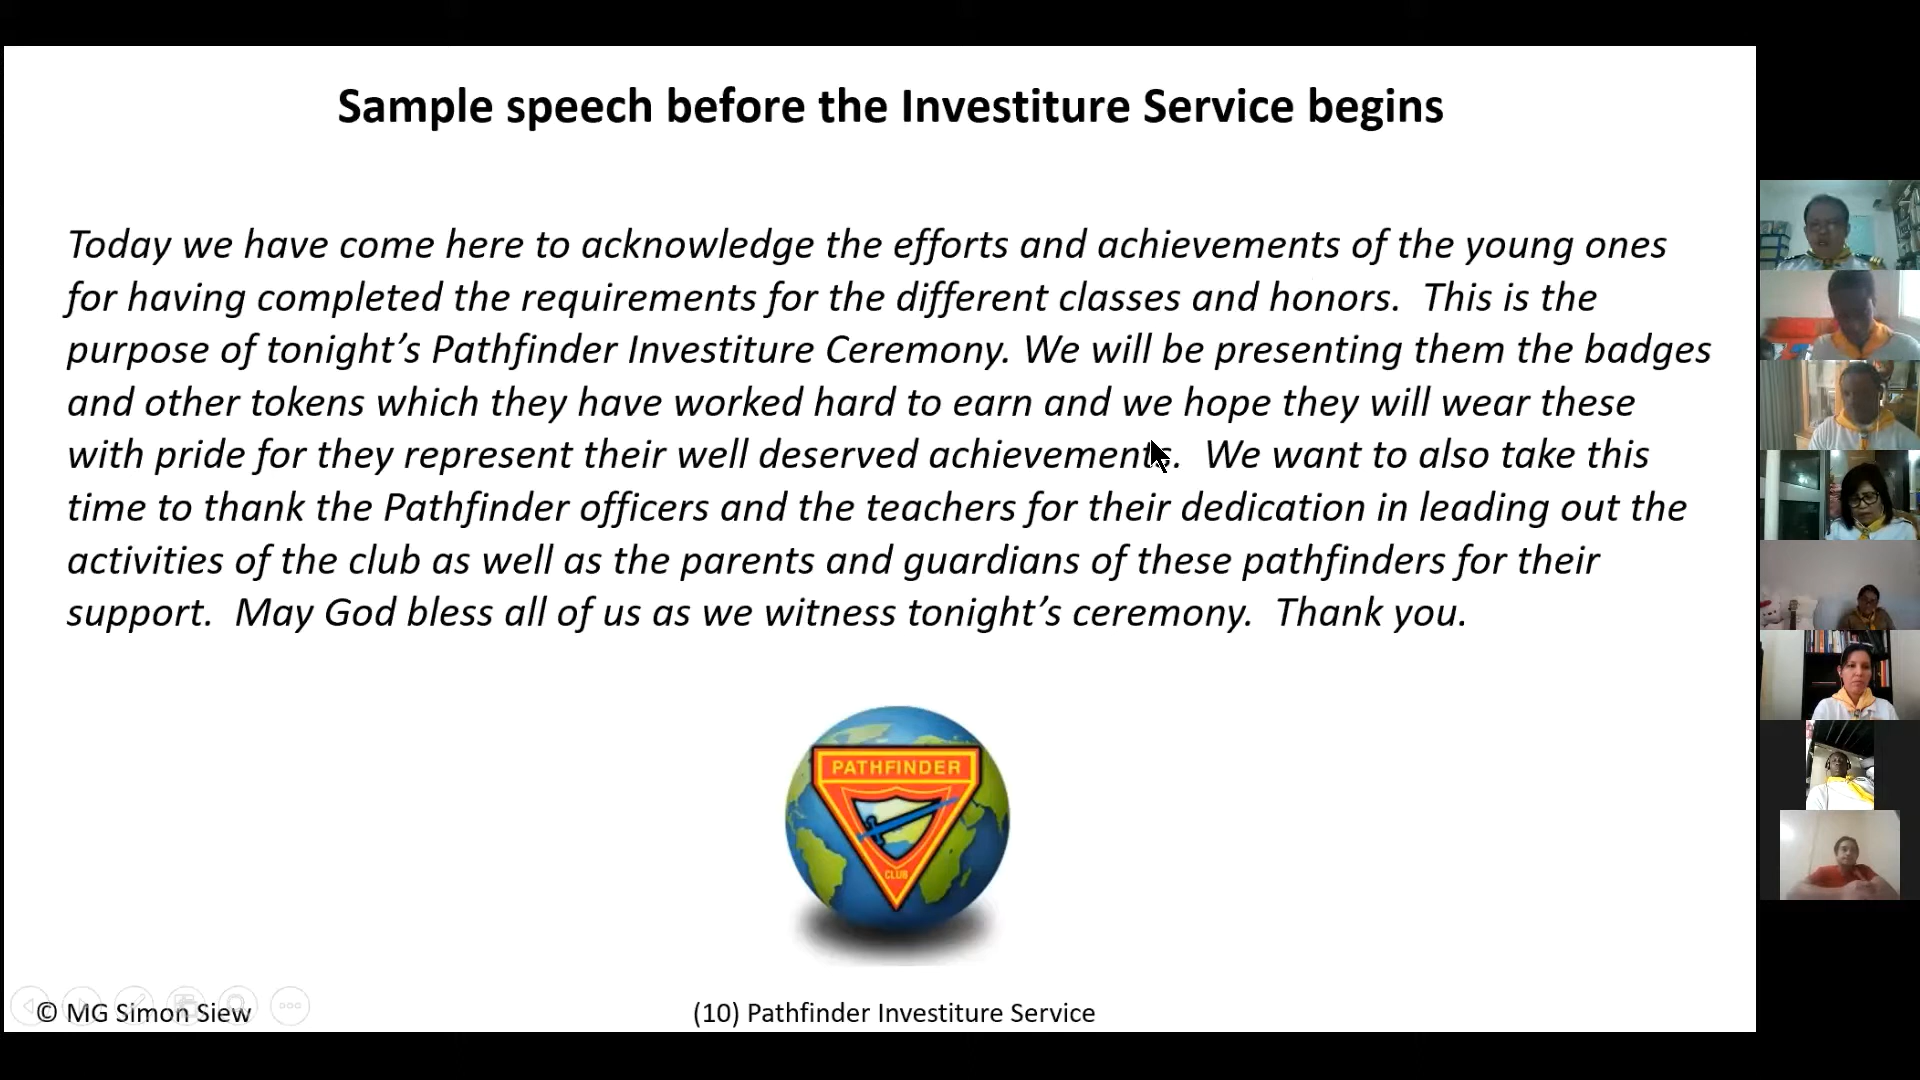 Sample speech before the Investiture Service begins
Today we have come here to acknowledge the efforts and achievements of the young ones
for having completed the requirements for the different classes and honors.  This is the
purpose of tonight’s Pathfinder Investiture Ceremony. We will be presenting them the badges
and other tokens which they have worked hard to earn and we hope they will wear these
with pride for they represent their well deserved achievements.  We want to also take this
time to thank the Pathfinder officers and the teachers for their dedication in leading out the
activities of the club as well as the parents and guardians of these pathfinders for their
support.  May God bless all of us as we witness tonight’s ceremony.  Thank you.
PATHFINDER
CLUB
© MG Simon Siew
(10) Pathfinder Investiture Service